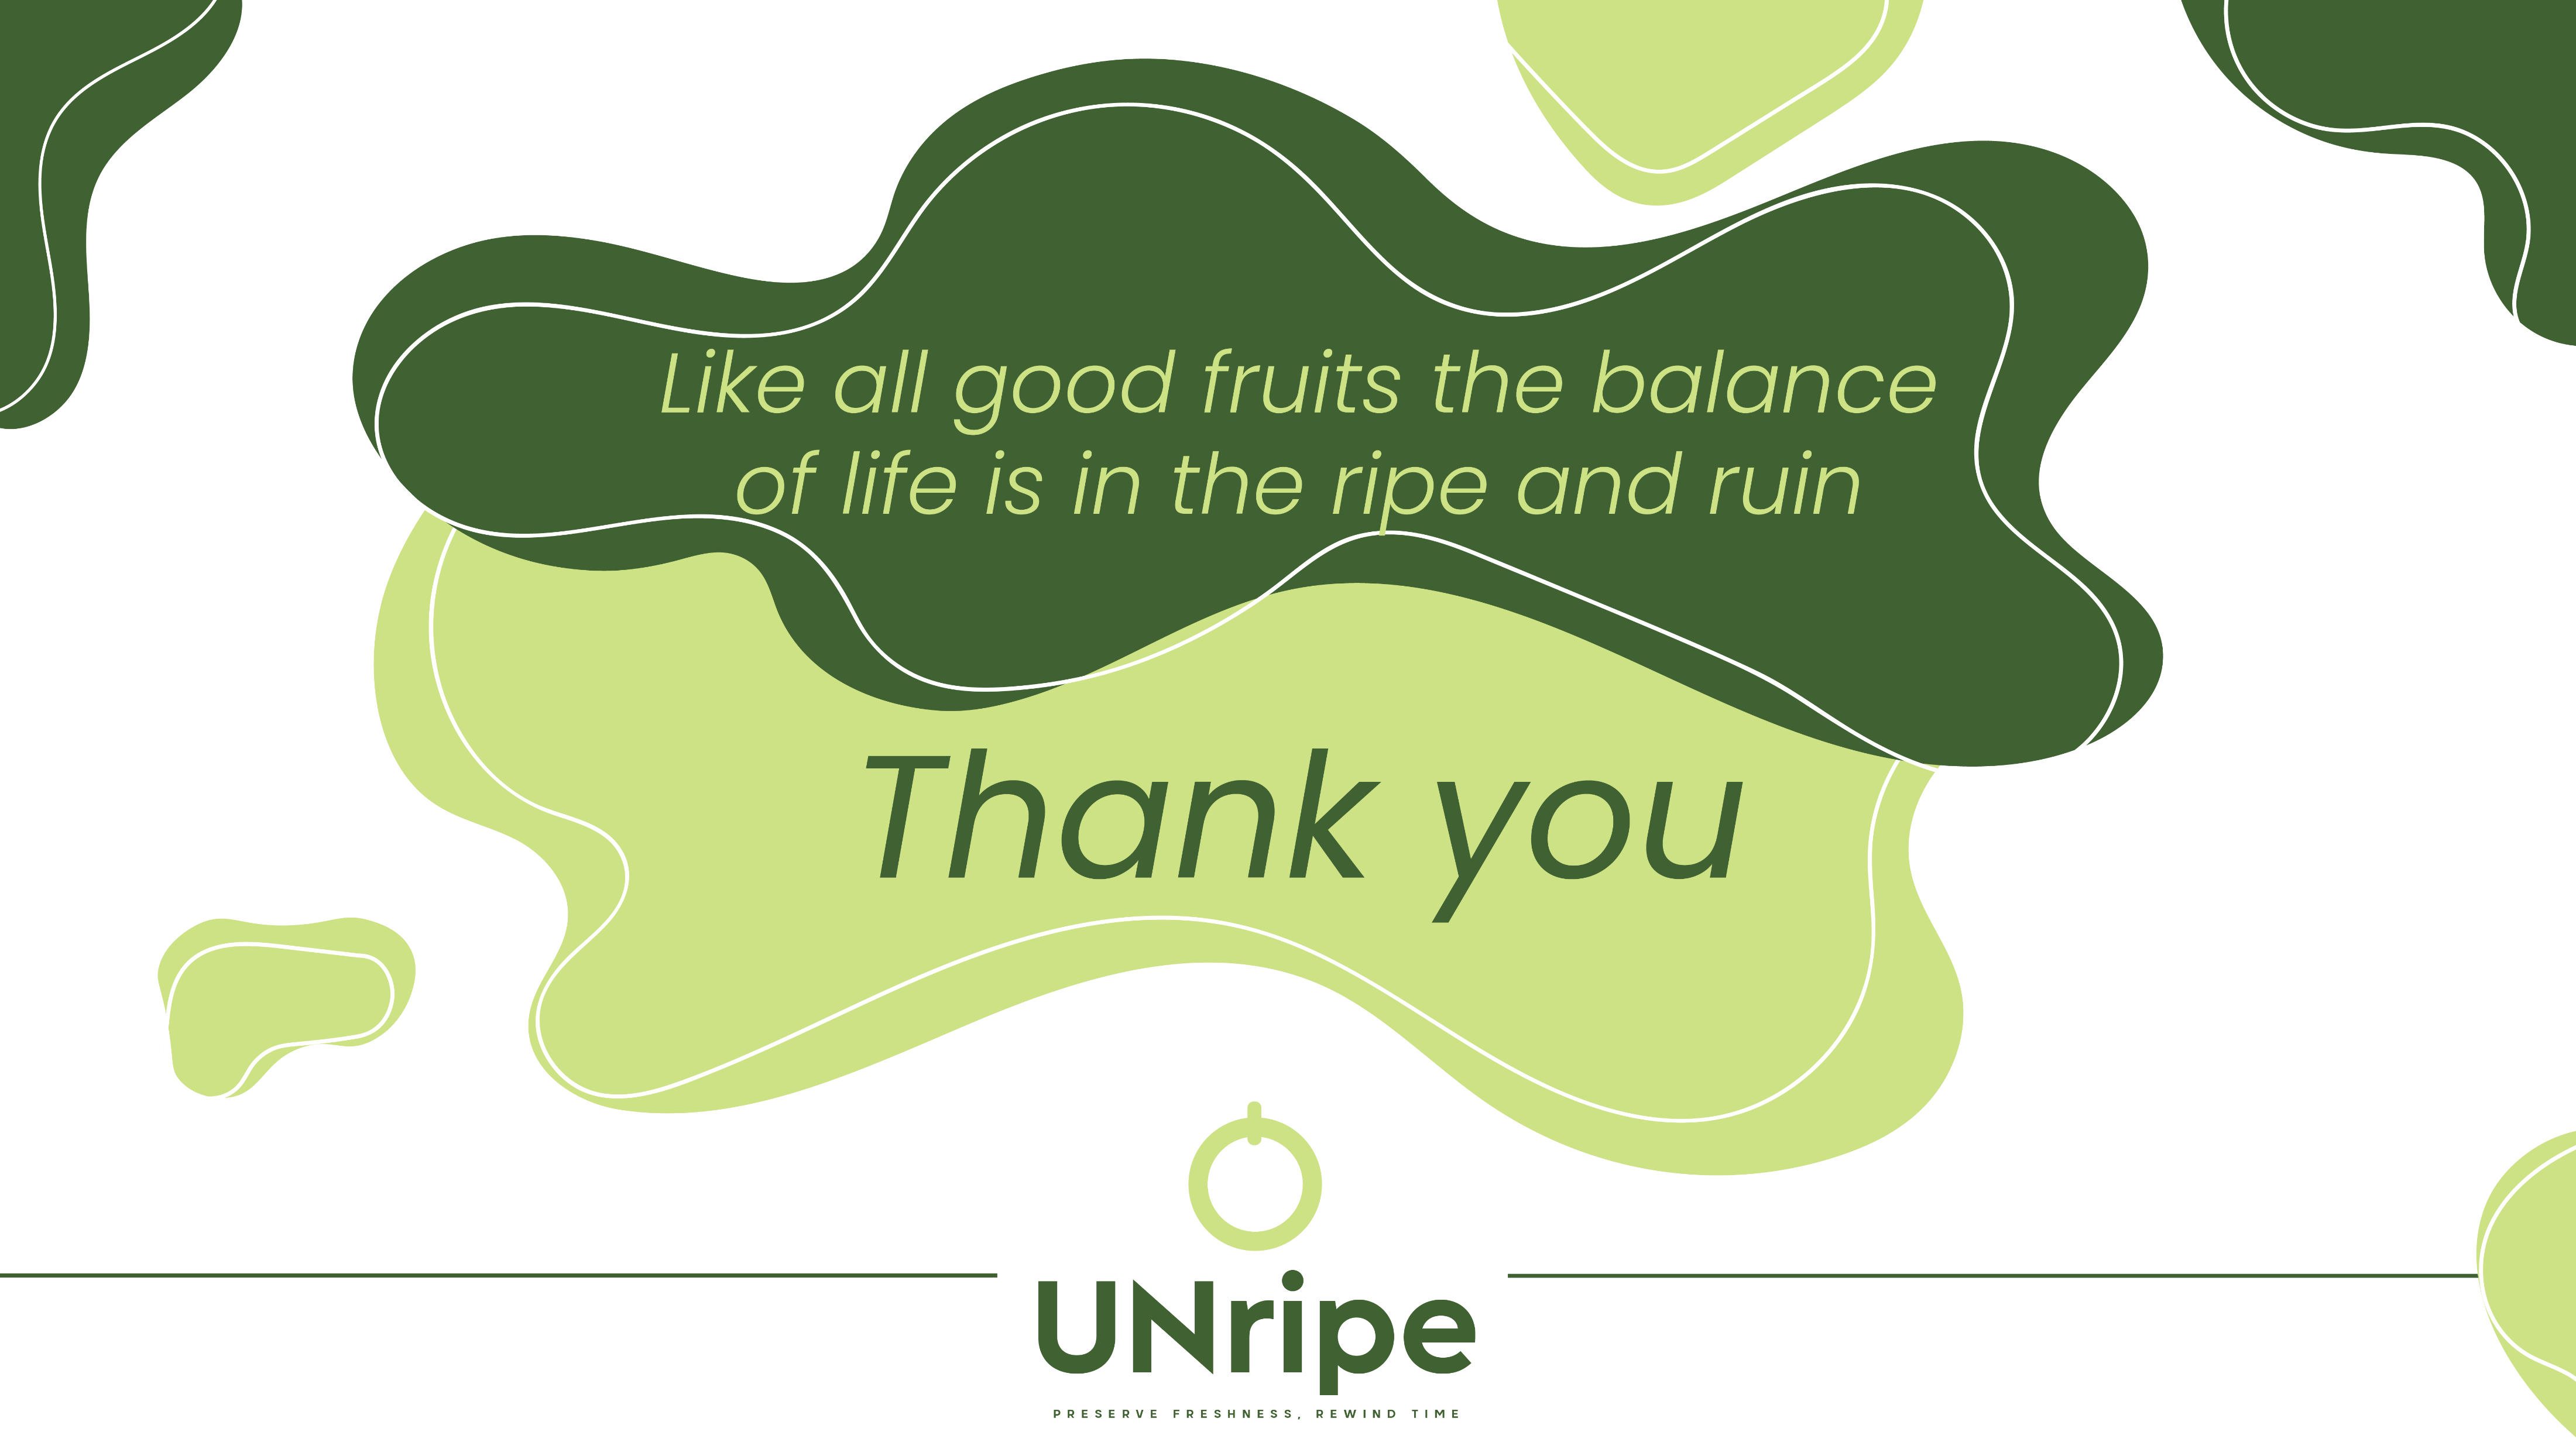 Like all good fruits the balance
of life is in the ripe and ruin
Thank you
UNripe
PRESERVE FRESHNESS, REWIND TIME